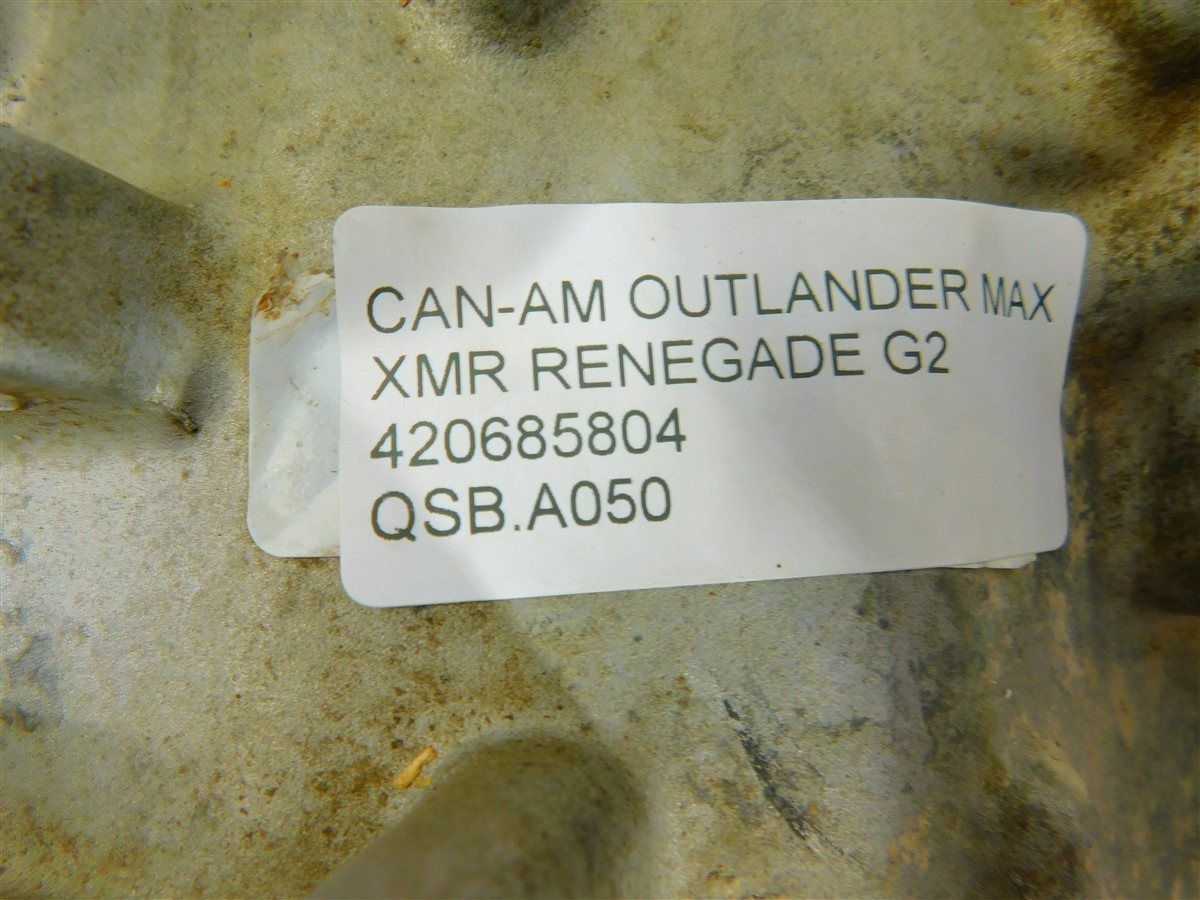 CAN-AM OUTLANDER MAX
XMR RENEGADE G2
420685804
QSB.A050